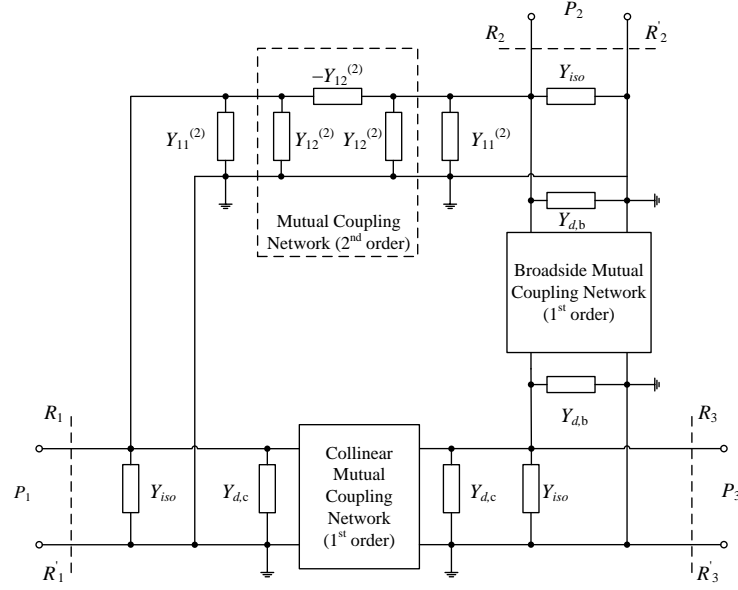 P2
R2
R'2
−Y12(2)
Yiso
Y11(2)
Y12(2)
Y12(2)
Y11(2)
Mutual Coupling
Network (2nd order)
Yd,b
Broadside Mutual
Coupling Network
(1st order)
Yd,b
R1
R3
P1
Yiso
Yd,c
Collinear
Mutual
Coupling
Network
(1st order)
Yd,c
Yiso
P3
R'1
R'3